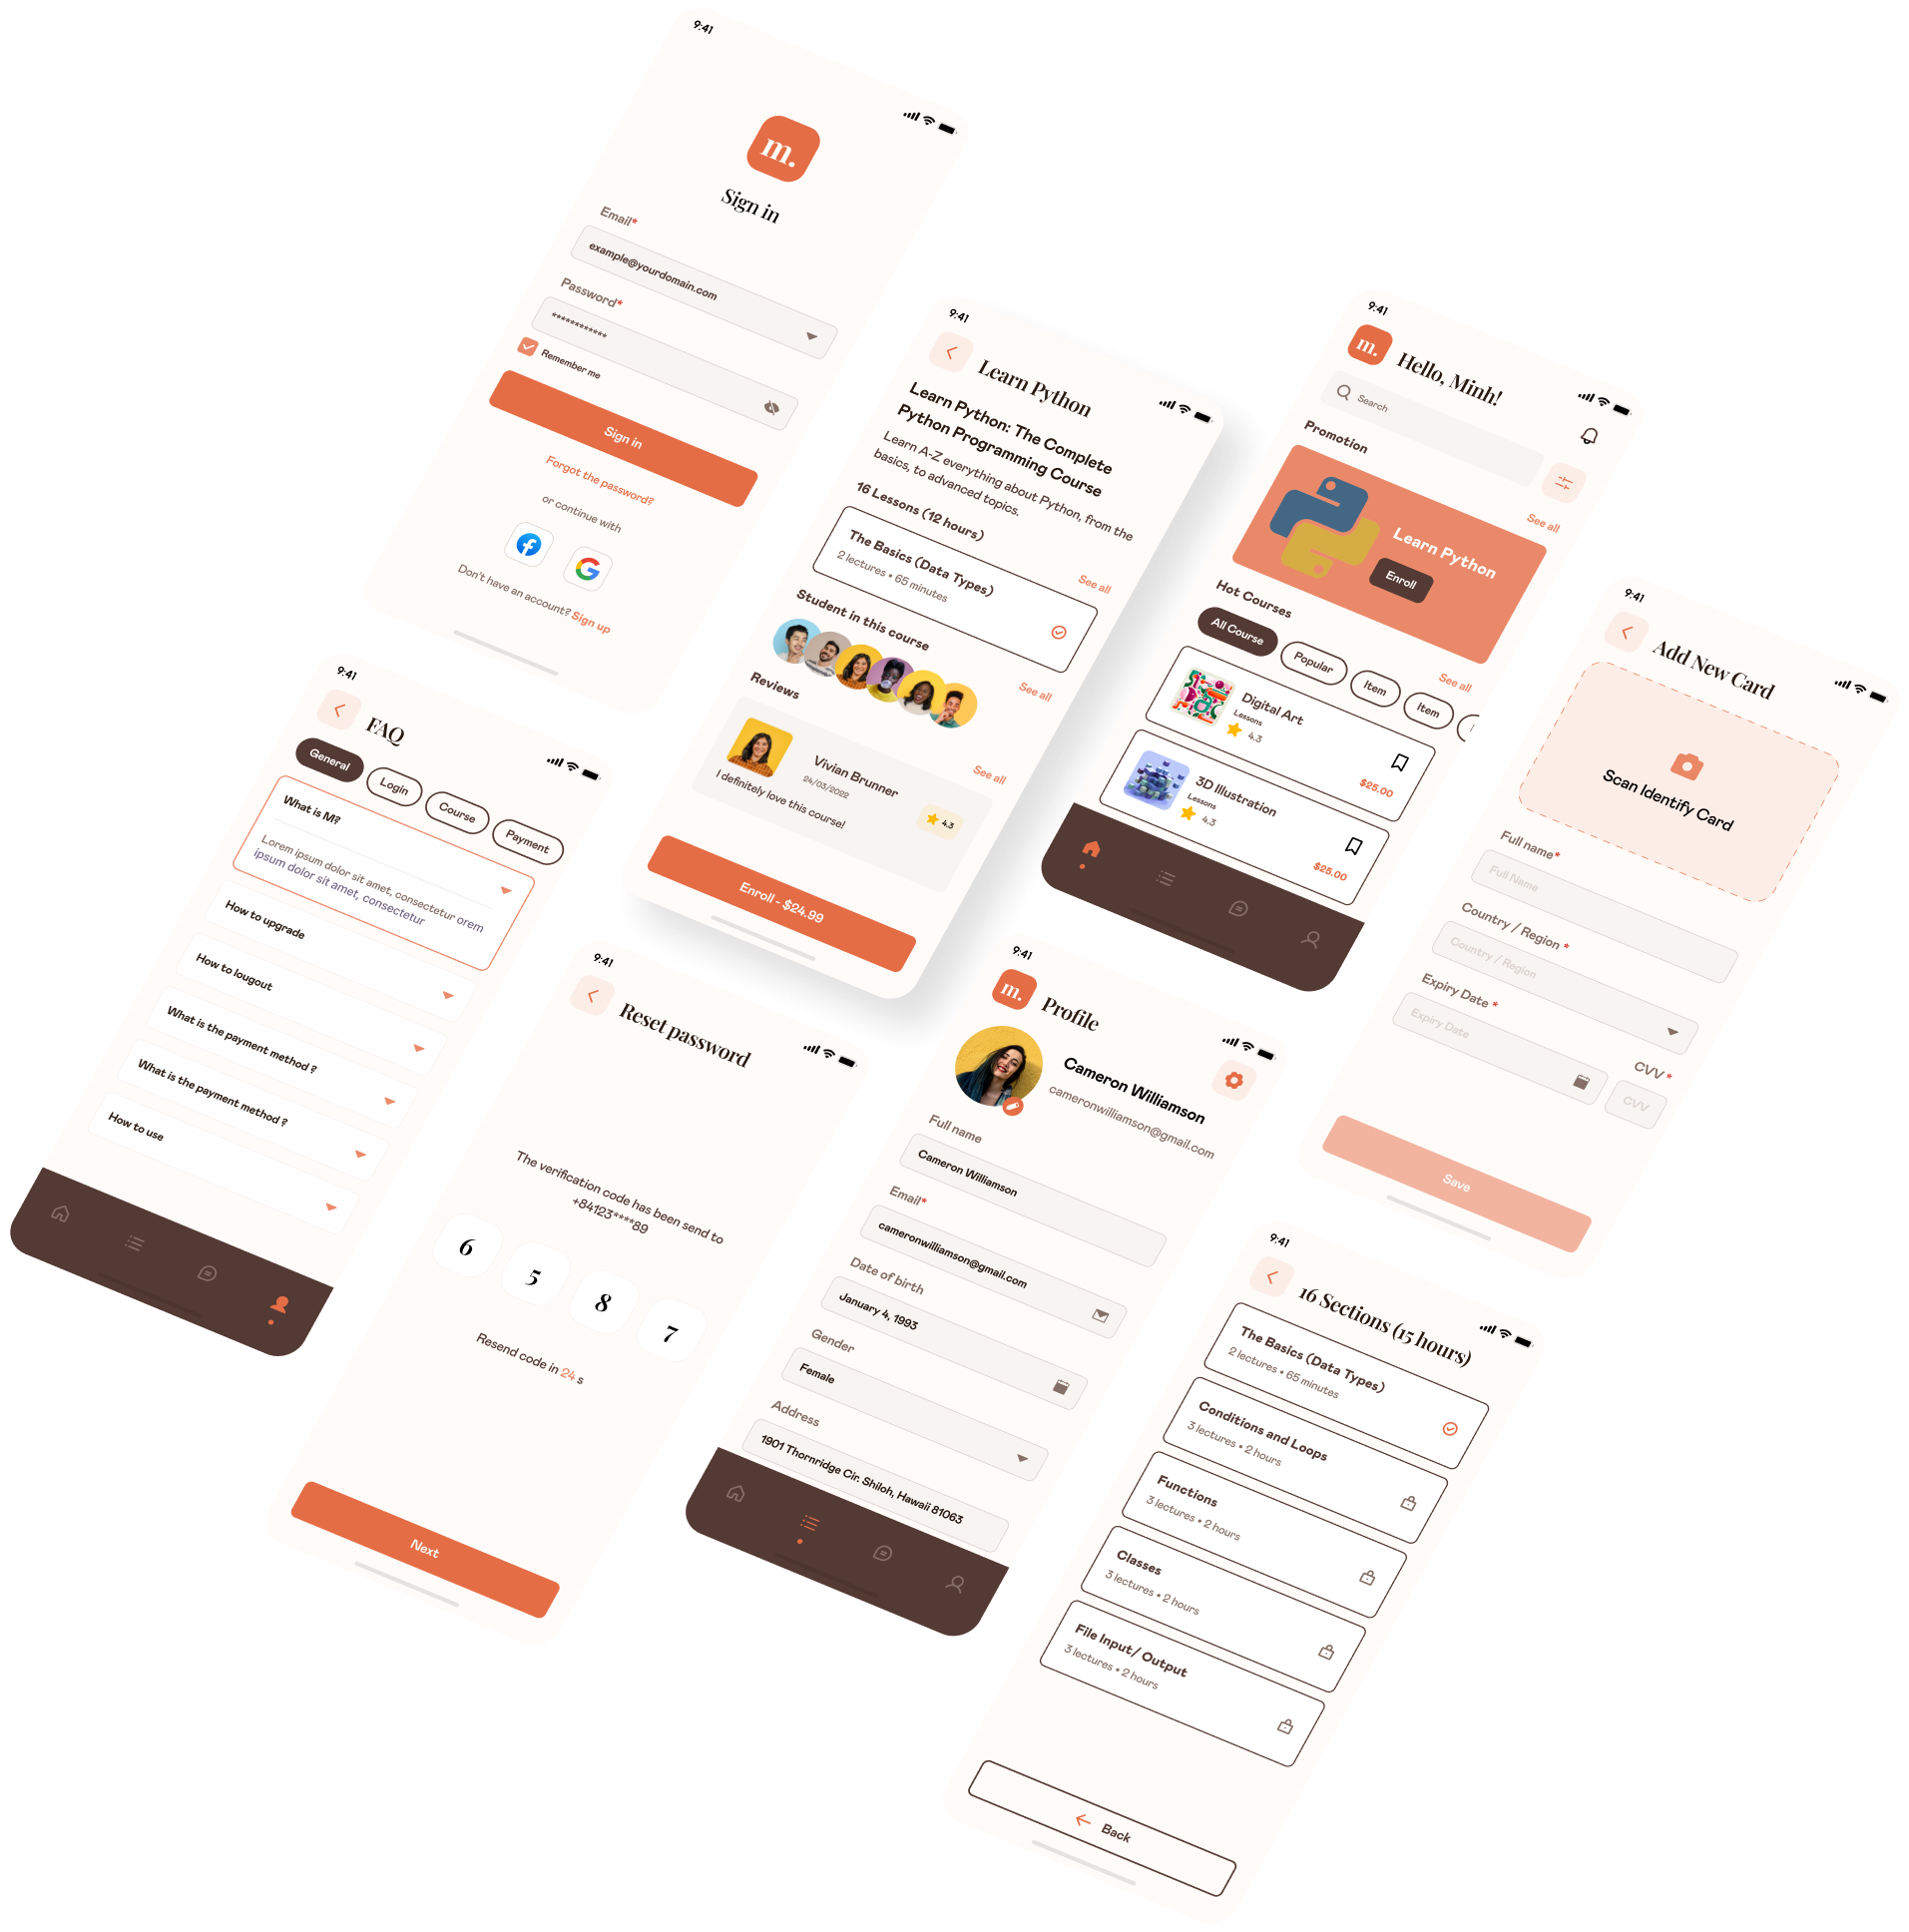 9:41
m.
Sign in
Email*
example@yourdomain.com
Password*
************
Remember me
Sign in
Forgot the password?
or continue with
Don't have an account? Sign up
9:41
Learn Python
Learn Python: The Complete
Python Programming Course
Learn A-Z everything about Python, from the
basics, to advanced topics.
16 Lessons (12 hours)
See all
The Basics (Data Types)
2 lectures • 65 minutes
Student in this course
See all
Reviews
See all
Vivian Brunner
24/03/2022
4.3
I definitely love this course!
Enroll - $24.99
9:41
m.
Hello, Minh!
Search
Promotion
See all
Learn Python
Enroll
Hot Courses
See all
All Course
Popular
Item
Item
Digital Art
Lessons
4.3
$25.00
3D Illustration
Lessons
4.3
$25.00
9:41
Add New Card
Scan Identify Card
Full name*
Full Name
Country / Region *
Country / Region
Expiry Date *
Expiry Date
CVV *
CVV
Save
9:41
FAQ
General
Login
Course
Payment
What is M?
Lorem ipsum dolor sit amet, consectetur orem
ipsum dolor sit amet, consectetur
How to upgrade
How to lougout
What is the payment method ?
What is the payment method ?
How to use
9:41
Reset password
The verification code has been send to
+84123****89
6
5
8
7
Resend code in 24 s
Next
9:41
m.
Profile
Cameron Williamson
cameronwilliamson@gmail.com
Full name
Cameron Williamson
Email*
cameronwilliamson@gmail.com
Date of birth
January 4, 1993
Gender
Female
Address
1901 Thornridge Cir. Shiloh, Hawaii 81063
9:41
16 Sections (15 hours)
The Basics (Data Types)
2 lectures • 65 minutes
Conditions and Loops
3 lectures • 2 hours
Functions
3 lectures • 2 hours
Classes
3 lectures • 2 hours
File Input/ Output
3 lectures • 2 hours
Back